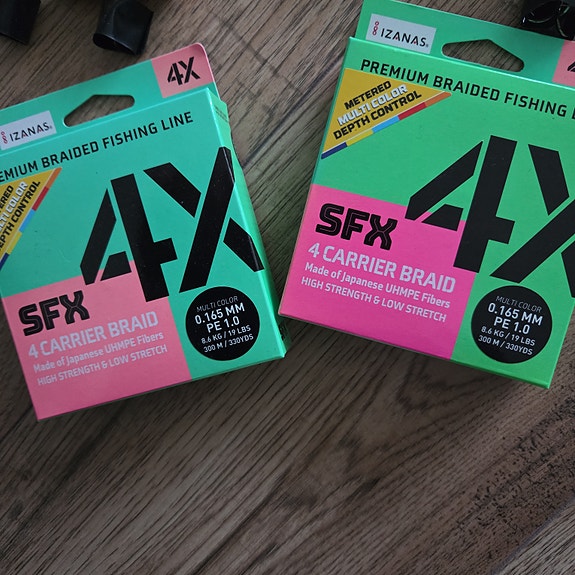 IZANAS
4X
EMIUM BRAIDED FISHING LINE
METERED
MULTI COLOR
DEPTH CONTROL
4X
SFX
4 CARRIER BRAID
Made of Japanese UHMPE Fibers
HIGH STRENGTH & LOW STRETCH
MULTI COLOR
0.165 MM
PE 1.0
8.6 KG / 19 LBS
300 M / 330YDS
IZANAS
4X
PREMIUM BRAIDED FISHING L
METERED
MULTI COLOR
DEPTH CONTROL
4X
SFX
4 CARRIER BRAID
Made of Japanese UHMPE Fibers
HIGH STRENGTH & LOW STRETCH
MULTI COLOR
0.165 MM
PE 1.0
8.6 KG / 19 LBS
300 M / 330YDS